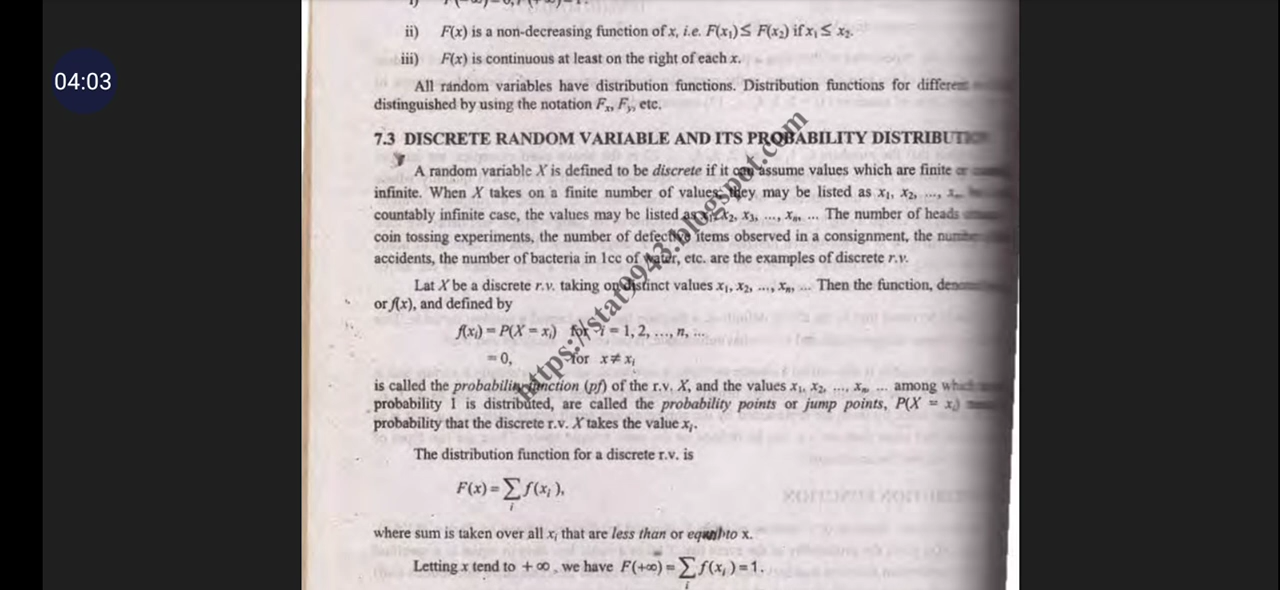 04:03
ii) F(x) is a non-decreasing function of x, i.e. F(x₁) ≤ F(x₂) if x₁ ≤ x₂.
iii) F(x) is continuous at least on the right of each x.
All random variables have distribution functions. Distribution functions for
distinguished by using the notation Fₓ, Fᵧ, etc.
7.3 DISCRETE RANDOM VARIABLE AND ITS PROBABILITY
A random variable X is defined to be discrete if it can assume values which are finite or
infinite. When X takes on a finite number of values, they may be listed as x₁, x₂, ...,
countably infinite case, the values may be listed as x₁, x₂, x₃, ..., xₙ, ... The number of heads
coin tossing experiments, the number of defective items observed in a consignment, the
accidents, the number of bacteria in 1cc of water, etc. are the examples of discrete r.v.
Lat X be a discrete r.v. taking on distinct values x₁, x₂, ..., xₙ, ... Then the function,
or f(x), and defined by
f(xᵢ) = P(X = xᵢ) for i = 1, 2, ..., n, ...
= 0, for x ≠ xᵢ
is called the probability function (pf) of the r.v. X, and the values x₁, x₂, ..., xₙ, ... among
probability 1 is distributed, are called the probability points or jump points, P(X = xᵢ)
probability that the discrete r.v. X takes the value xᵢ.
The distribution function for a discrete r.v. is
F(x) = ∑ f(xᵢ),
i
where sum is taken over all xᵢ that are less than or equal to x.
Letting x tend to +∞, we have F(+∞) = ∑ f(xᵢ) = 1.
i
https://star9943.blogspot.com